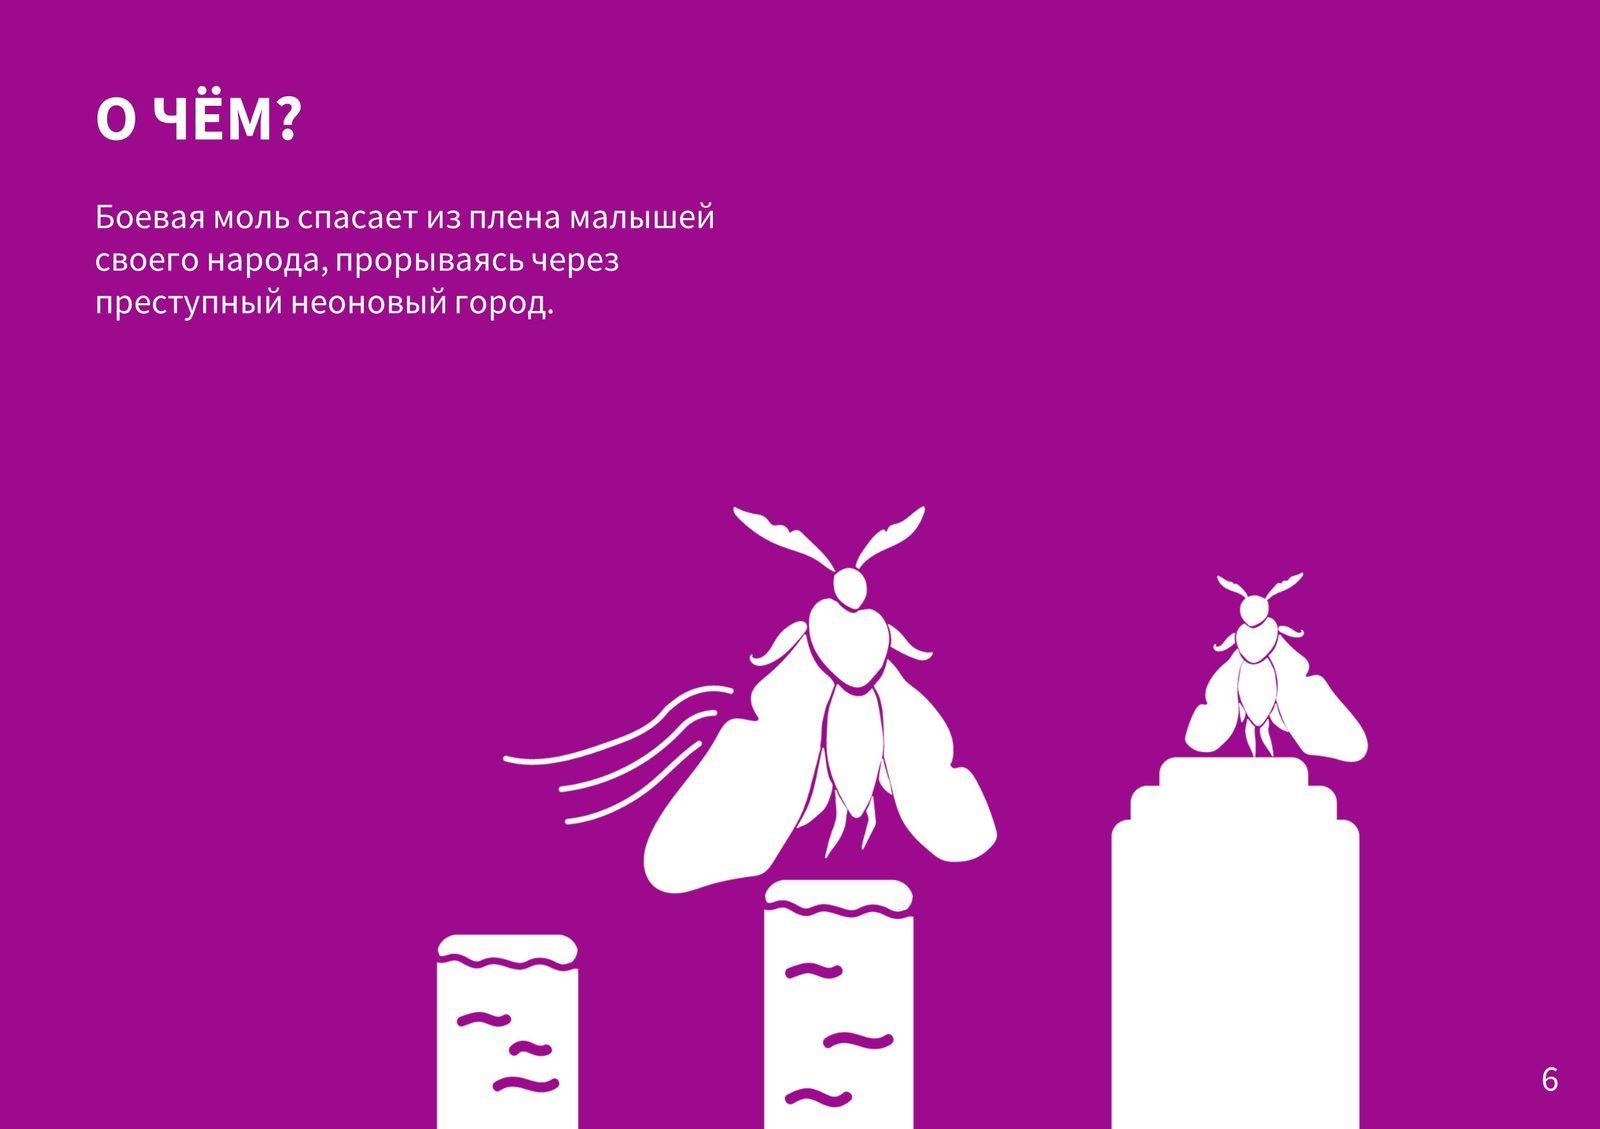 О ЧЁМ?
Боевая моль спасает из плена малышей
своего народа, прорываясь через
преступный неоновый город.
6